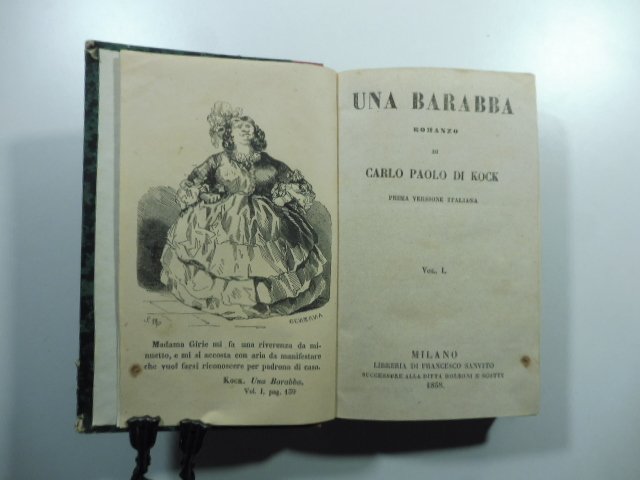 Madama Girie mi fa una riverenza da mi-
nuetto, e mi si accosta con aria da manifestare
che vuol farsi riconoscere per padrona di casa.
Kock. Una Barabba,
Vol. I. pag. 139
UNA BARABBA
ROMANZO
DI
CARLO PAOLO DI KOCK
PRIMA VERSIONE ITALIANA
Vol. I.
MILANO
LIBRERIA DI FRANCESCO SANVITO
SUCCESSORE ALLA DITTA BORRONI E SCOTTI
1858.